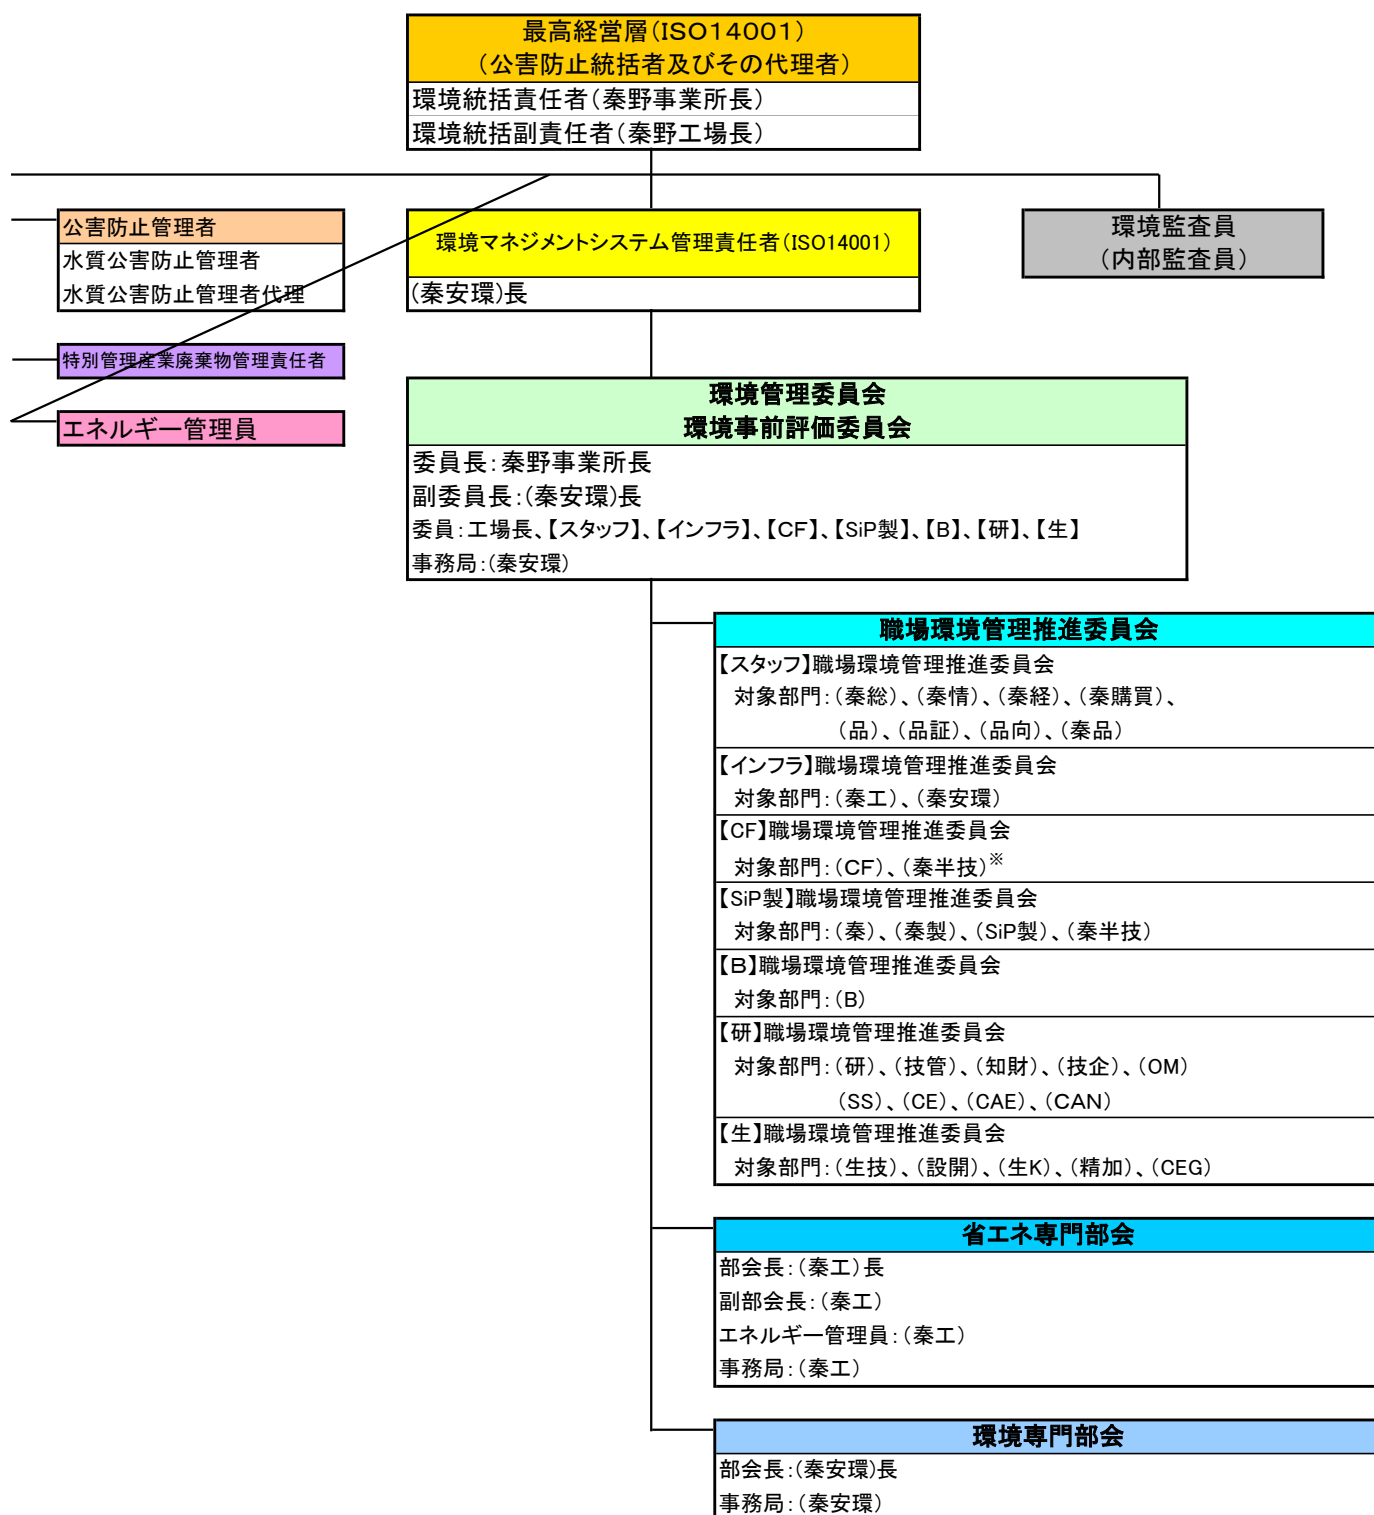 最高経営層(ISO14001)
(公害防止統括者及びその代理者)
環境統括責任者(秦野事業所長)
環境統括副責任者(秦野工場長)
公害防止管理者
水質公害防止管理者
水質公害防止管理者代理
特別管理産業廃棄物管理責任者
エネルギー管理員
環境マネジメントシステム管理責任者(ISO14001)
(秦安環)長
環境監査員
(内部監査員)
環境管理委員会
環境事前評価委員会
委員長:秦野事業所長
副委員長:(秦安環)長
委員:工場長、【スタッフ】、【インフラ】、【CF】、【SiP製】、【B】、【研】、【生】
事務局:(秦安環)
職場環境管理推進委員会
【スタッフ】職場環境管理推進委員会
対象部門:(秦総)、(秦情)、(秦経)、(秦購買)、
(品)、(品証)、(品向)、(秦品)
【インフラ】職場環境管理推進委員会
対象部門:(秦工)、(秦安環)
【CF】職場環境管理推進委員会
対象部門:(CF)、(秦半技)※
【SiP製】職場環境管理推進委員会
対象部門:(秦)、(秦製)、(SiP製)、(秦半技)
【B】職場環境管理推進委員会
対象部門:(B)
【研】職場環境管理推進委員会
対象部門:(研)、(技管)、(知財)、(技企)、(OM)
(SS)、(CE)、(CAE)、(CAN)
【生】職場環境管理推進委員会
対象部門:(生技)、(設開)、(生K)、(精加)、(CEG)
省エネ専門部会
部会長:(秦工)長
副部会長:(秦工)
エネルギー管理員:(秦工)
事務局:(秦工)
環境専門部会
部会長:(秦安環)長
事務局:(秦安環)